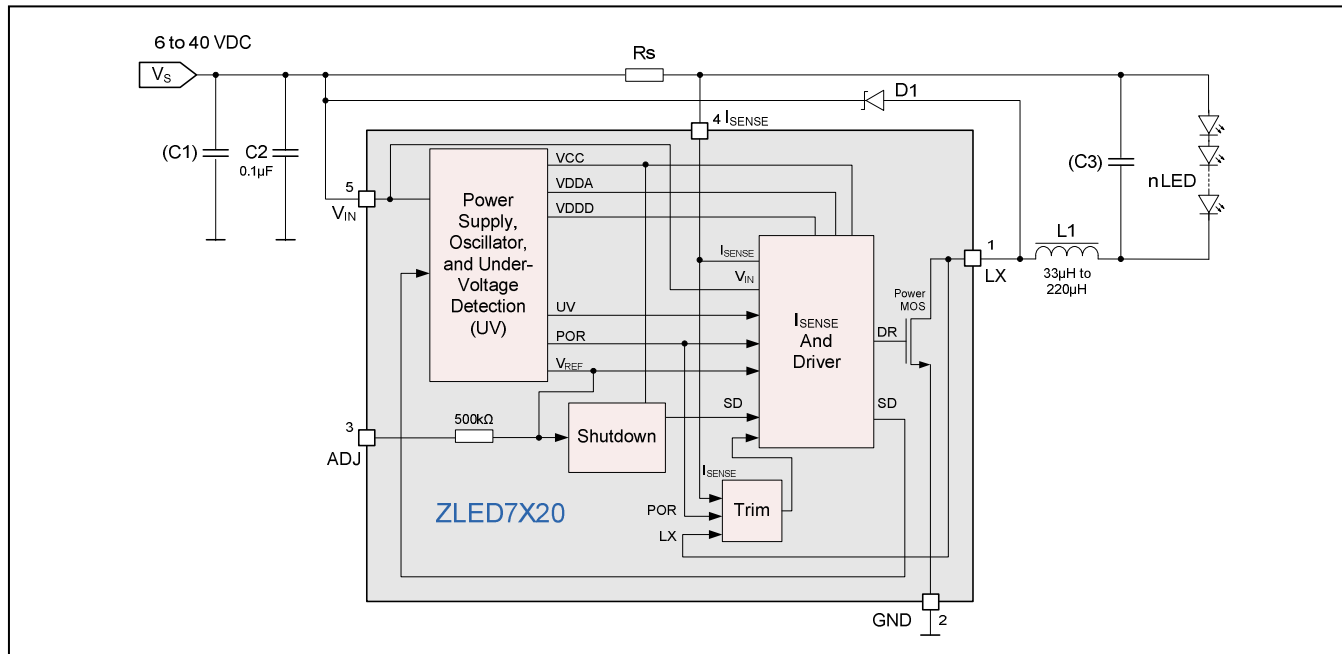 6 to 40 VDC
VS
Rs
D1
4 ISENSE
(C1)
C2
0.1µF
(C3)
nLED
5
VIN
Power
Supply,
Oscillator,
and Under-
Voltage
Detection
(UV)
VCC
VDDA
VDDD
ISENSE
VIN
UV
POR
VREF
ISENSE
And
Driver
DR
Power
MOS
1
LX
L1
33µH to
220µH
3
ADJ
500kΩ
Shutdown
SD
SD
ISENSE
POR
LX
Trim
ZLED7X20
GND
2